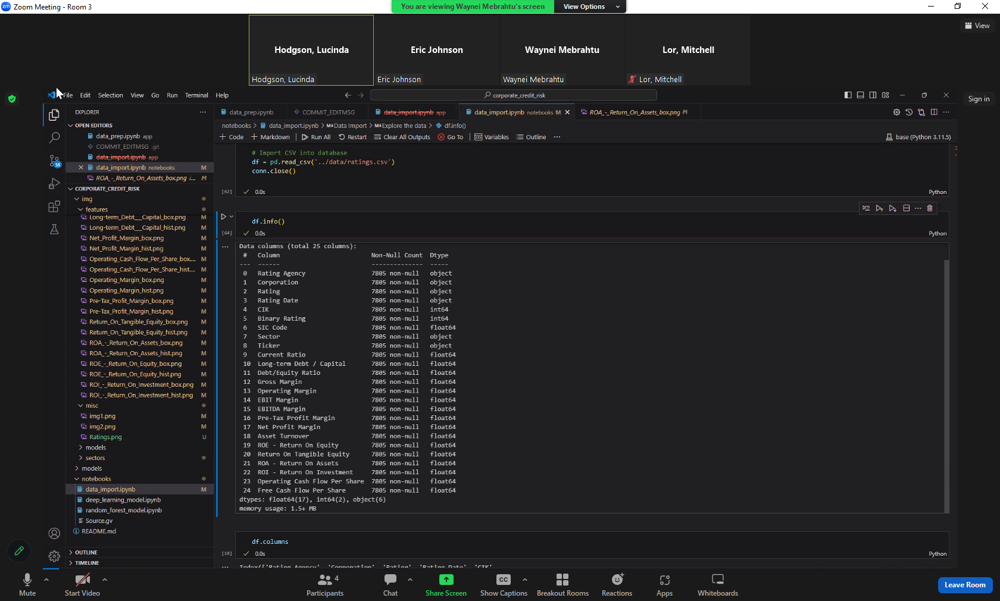 Zoom Meeting - Room 3
You are viewing Waynei Mebrahtu's screen
View Options
View
Hodgson, Lucinda
Eric Johnson
Waynei Mebrahtu
Lor, Mitchell
Hodgson, Lucinda
Eric Johnson
Waynei Mebrahtu
Lor, Mitchell
File Edit Selection View Go Run Terminal Help
corporate_credit_risk
Sign in
EXPLORER
data_prep.ipynb
COMMIT_EDITMSG
data_import.ipynb app
data_import.ipynb notebooks M
ROA_-_Return_On_Assets_box.png M
OPEN EDITORS
data_prep.ipynb app
COMMIT_EDITMSG .git
data_import.ipynb app
data_import.ipynb notebooks M
ROA_-_Return_On_Assets_box.png i... M
56
CORPORATE_CREDIT_RISK
img
features
Long-term_Debt__Capital_box.png M
Long-term_Debt__Capital_hist.png M
Net_Profit_Margin_box.png M
Net_Profit_Margin_hist.png M
Operating_Cash_Flow_Per_Share_box.... M
Operating_Cash_Flow_Per_Share_hist.... M
Operating_Margin_box.png M
Operating_Margin_hist.png M
Pre-Tax_Profit_Margin_box.png M
Pre-Tax_Profit_Margin_hist.png M
Return_On_Tangible_Equity_box.png M
Return_On_Tangible_Equity_hist.png M
ROA_-_Return_On_Assets_box.png M
ROA_-_Return_On_Assets_hist.png M
ROE_-_Return_On_Equity_box.png M
ROE_-_Return_On_Equity_hist.png M
ROI_-_Return_On_Investment_box.png M
ROI_-_Return_On_Investment_hist.png M
misc
img1.png M
img2.png M
Ratings.png U
models
sectors
models
notebooks
data_import.ipynb M
deep_learning_model.ipynb
random_forest_model.ipynb
Source.gv
README.md
OUTLINE
TIMELINE
notebooks > data_import.ipynb > M↓Data Import > M↓Explore the data > df.info()
+ Code + Markdown | Run All Restart Clear All Outputs Go To | Variables Outline ...
base (Python 3.11.5)
# Import CSV into database
df = pd.read_csv('../data/ratings.csv')
conn.close()
[62] 0.0s
Python
df.info()
[64] 0.0s
Python
Data columns (total 25 columns):
# Column Non-Null Count Dtype
--- ------ -------------- -----
0 Rating Agency 7805 non-null object
1 Corporation 7805 non-null object
2 Rating 7805 non-null object
3 Rating Date 7805 non-null object
4 CIK 7805 non-null int64
5 Binary Rating 7805 non-null int64
6 SIC Code 7805 non-null float64
7 Sector 7805 non-null object
8 Ticker 7805 non-null object
9 Current Ratio 7805 non-null float64
10 Long-term Debt / Capital 7805 non-null float64
11 Debt/Equity Ratio 7805 non-null float64
12 Gross Margin 7805 non-null float64
13 Operating Margin 7805 non-null float64
14 EBIT Margin 7805 non-null float64
15 EBITDA Margin 7805 non-null float64
16 Pre-Tax Profit Margin 7805 non-null float64
17 Net Profit Margin 7805 non-null float64
18 Asset Turnover 7805 non-null float64
19 ROE - Return On Equity 7805 non-null float64
20 Return On Tangible Equity 7805 non-null float64
21 ROA - Return On Assets 7805 non-null float64
22 ROI - Return On Investment 7805 non-null float64
23 Operating Cash Flow Per Share 7805 non-null float64
24 Free Cash Flow Per Share 7805 non-null float64
dtypes: float64(17), int64(2), object(6)
memory usage: 1.5+ MB
df.columns
[18] 0.0s
Python
Index(['Rating Agency', 'Corporation', 'Rating', 'Rating Date', 'CIK',
Mute
Start Video
Participants
4
Chat
Share Screen
CC
Show Captions
Breakout Rooms
Reactions
Apps
Whiteboards
Leave Room